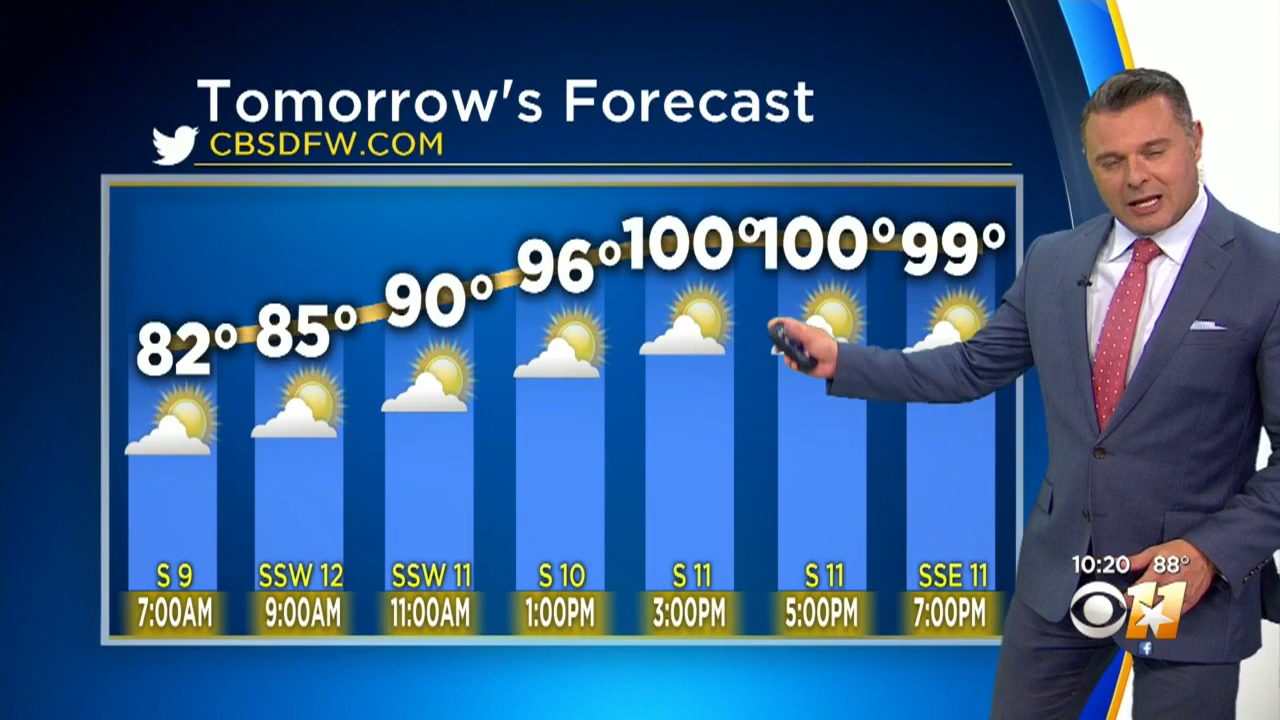 Tomorrow's Forecast
CBSDFW.COM
82° 85° 90° 96° 100° 100° 99°
S 9 SSW 12 SSW 11 S 10 S 11 S 11 SSE 11
7:00AM 9:00AM 11:00AM 1:00PM 3:00PM 5:00PM 7:00PM
10:20 88°
11
f